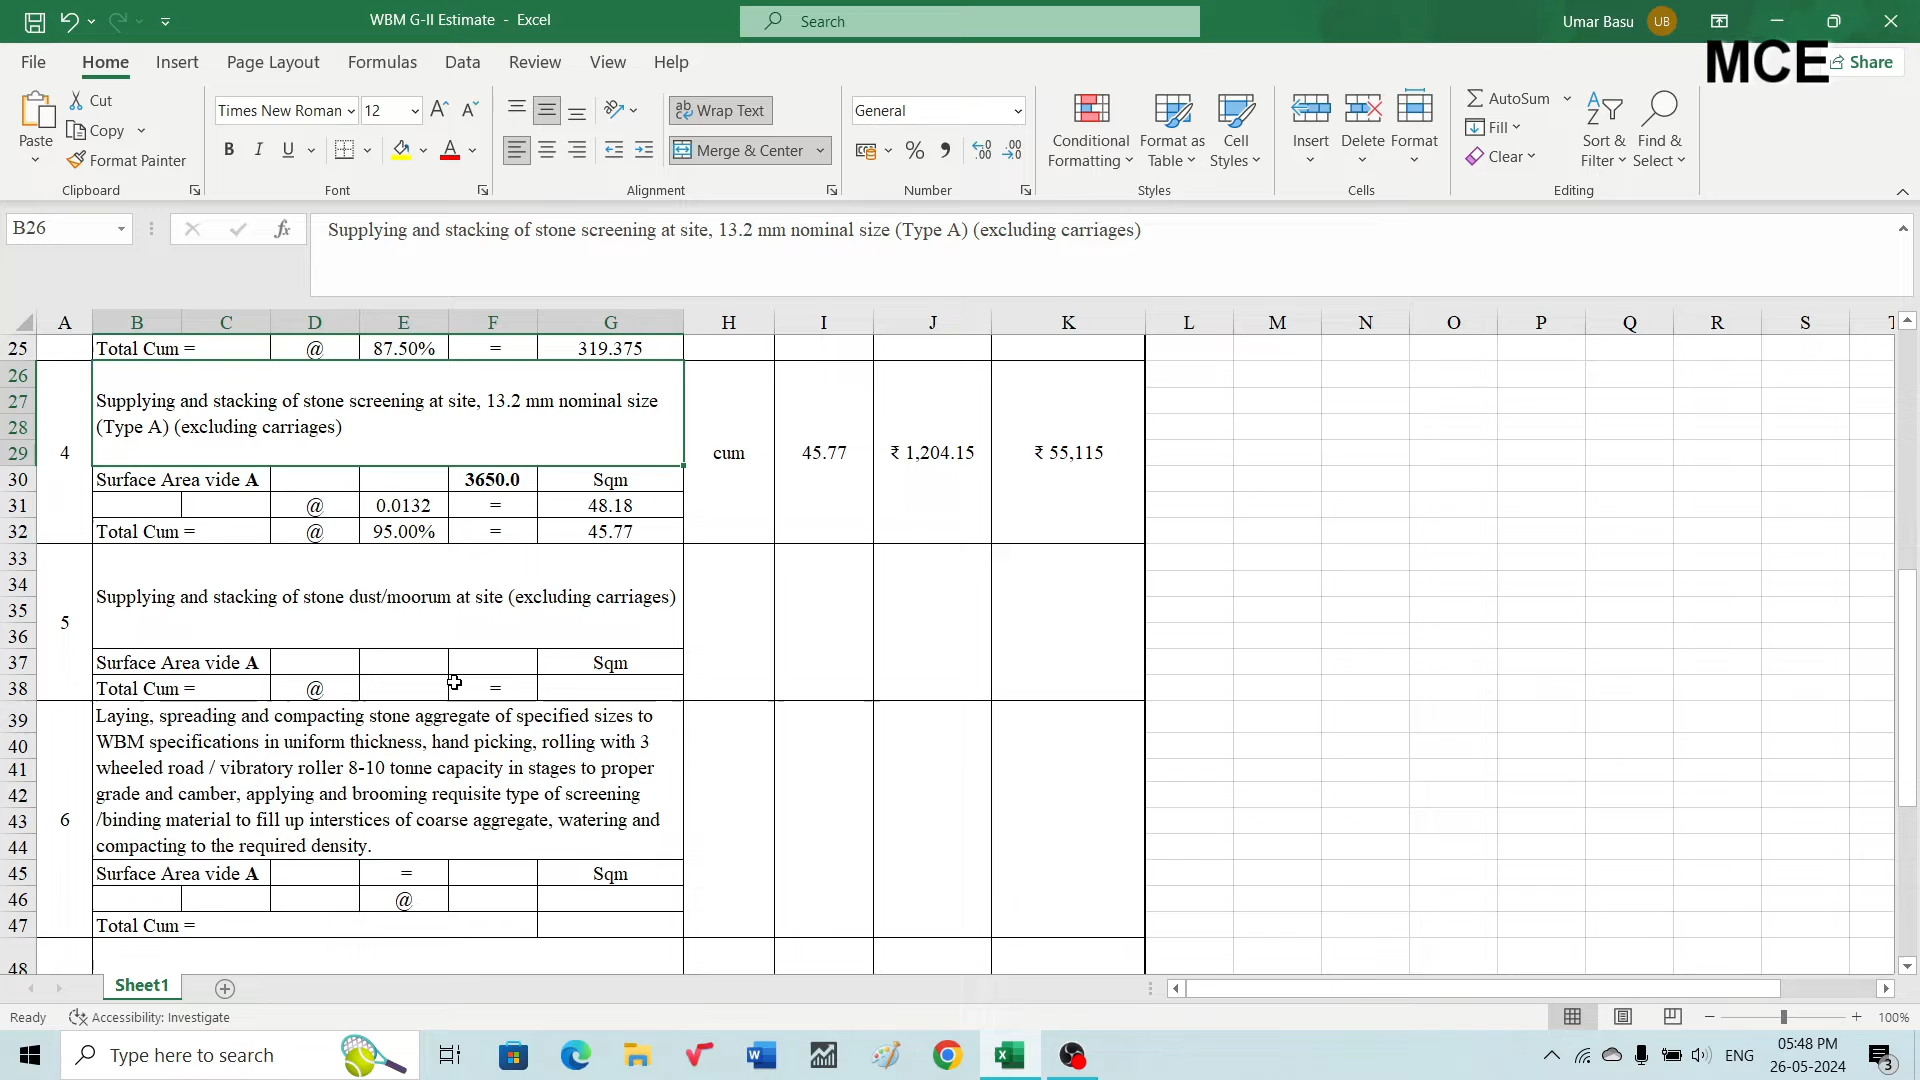 WBM G-II Estimate - Excel
Search
Umar Basu
UB
File
Home
Insert
Page Layout
Formulas
Data
Review
View
Help
MCE
Share
Paste
Cut
Copy
Format Painter
Clipboard
Times New Roman
12
B I U
Font
Wrap Text
Merge & Center
Alignment
General
Number
Conditional Formatting
Format as Table
Cell Styles
Styles
Insert
Delete
Format
Cells
AutoSum
Fill
Clear
Sort & Filter
Find & Select
Editing
B26
fx
Supplying and stacking of stone screening at site, 13.2 mm nominal size (Type A) (excluding carriages)
A B C D E F G H I J K L M N O P Q R S T
25 Total Cum = @ 87.50% = 319.375
26
27 Supplying and stacking of stone screening at site, 13.2 mm nominal size
28 (Type A) (excluding carriages)
29 4 cum 45.77 ₹ 1,204.15 ₹ 55,115
30 Surface Area vide A 3650.0 Sqm
31 @ 0.0132 = 48.18
32 Total Cum = @ 95.00% = 45.77
33
34 Supplying and stacking of stone dust/moorum at site (excluding carriages)
35 5
36
37 Surface Area vide A Sqm
38 Total Cum = @ =
39 Laying, spreading and compacting stone aggregate of specified sizes to
40 WBM specifications in uniform thickness, hand picking, rolling with 3
41 wheeled road / vibratory roller 8-10 tonne capacity in stages to proper
42 grade and camber, applying and brooming requisite type of screening
43 6 /binding material to fill up interstices of coarse aggregate, watering and
44 compacting to the required density.
45 Surface Area vide A = Sqm
46 @
47 Total Cum =
48
Sheet1
Ready
Accessibility: Investigate
100%
Type here to search
ENG
05:48 PM
26-05-2024
3